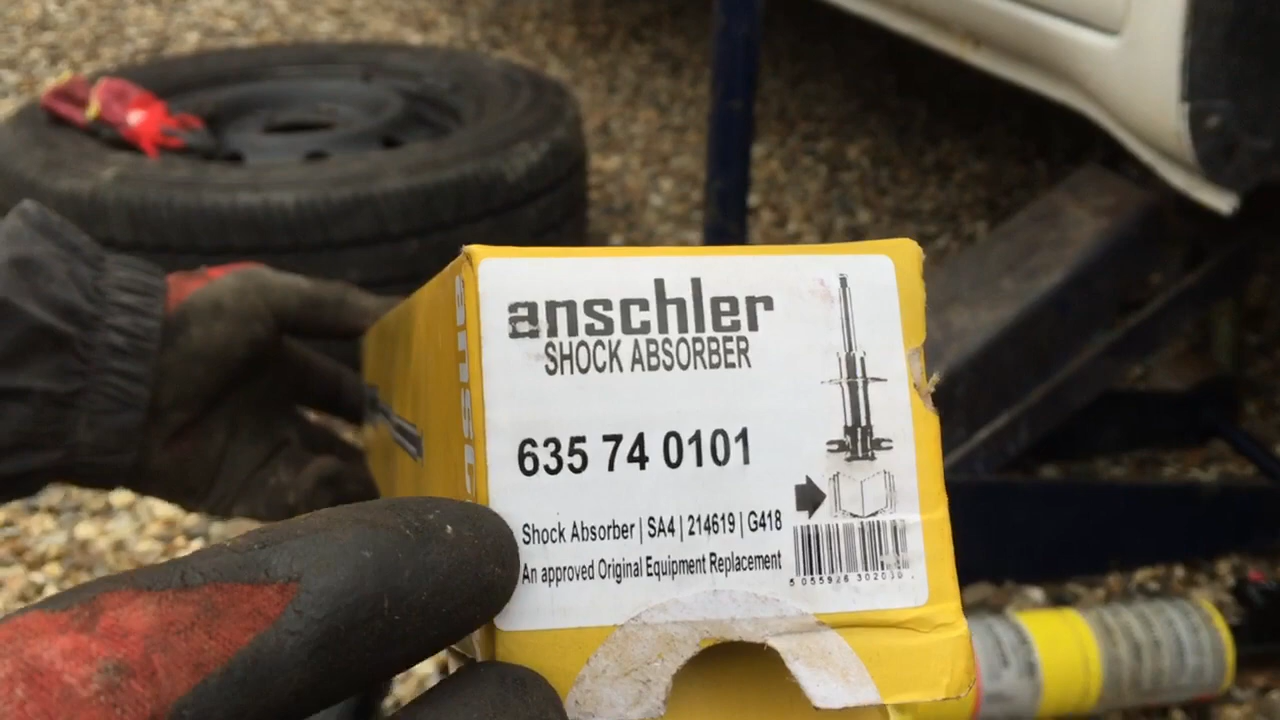 anschler
SHOCK ABSORBER
635 74 0101
Shock Absorber | SA4 | 214619 | G418
An approved Original Equipment Replacement